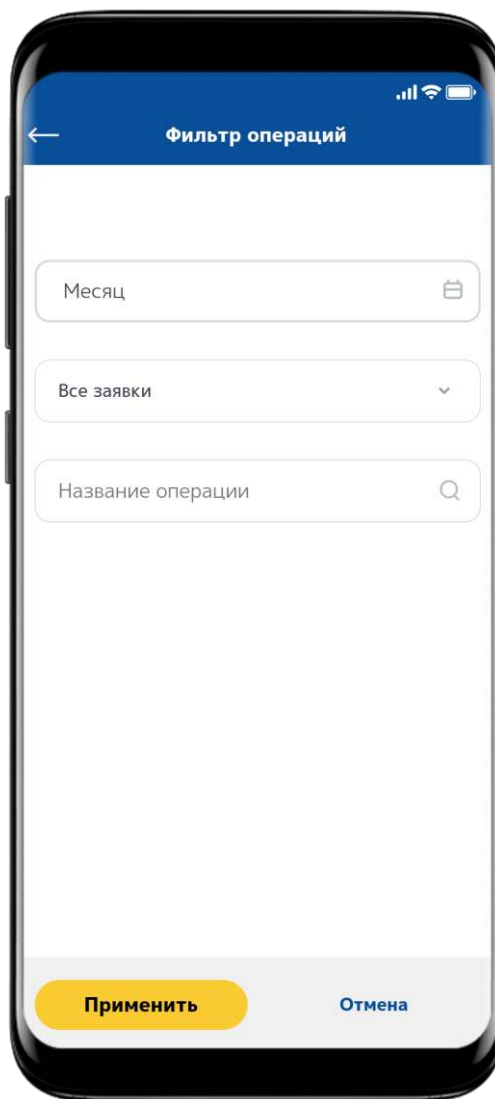 Фильтр операций
Месяц
Все заявки
Название операции
Применить
Отмена